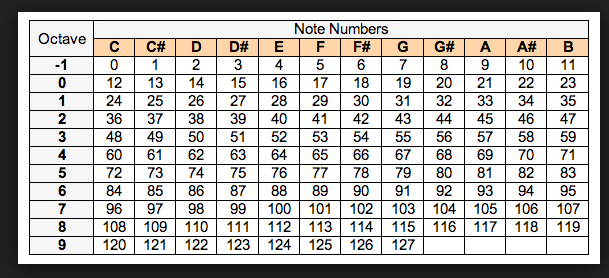 Octave Note Numbers
C C# D D# E F F# G G# A A# B
-1 0 1 2 3 4 5 6 7 8 9 10 11
0 12 13 14 15 16 17 18 19 20 21 22 23
1 24 25 26 27 28 29 30 31 32 33 34 35
2 36 37 38 39 40 41 42 43 44 45 46 47
3 48 49 50 51 52 53 54 55 56 57 58 59
4 60 61 62 63 64 65 66 67 68 69 70 71
5 72 73 74 75 76 77 78 79 80 81 82 83
6 84 85 86 87 88 89 90 91 92 93 94 95
7 96 97 98 99 100 101 102 103 104 105 106 107
8 108 109 110 111 112 113 114 115 116 117 118 119
9 120 121 122 123 124 125 126 127